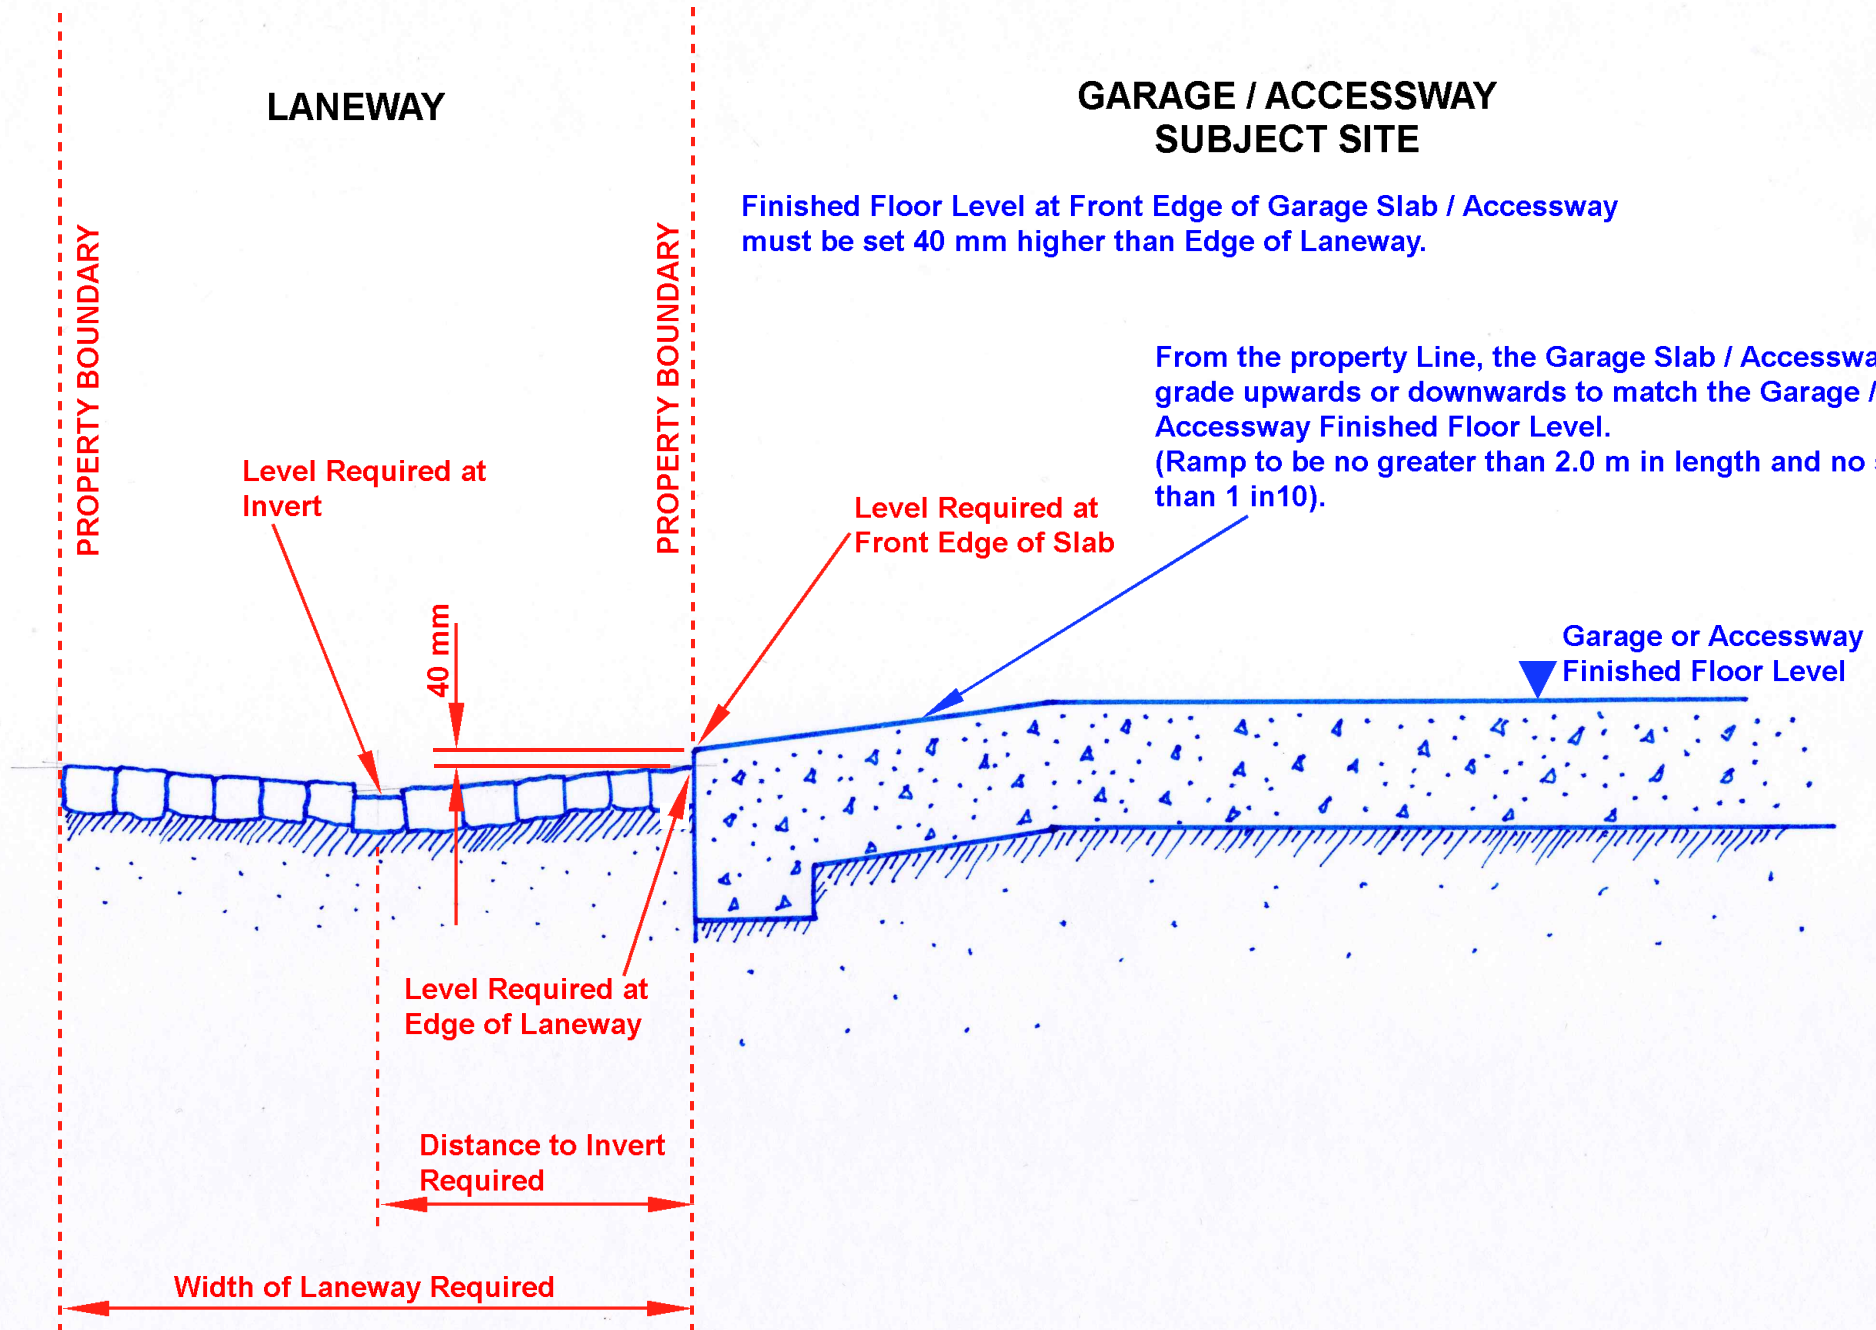 LANEWAY
GARAGE / ACCESSWAY
SUBJECT SITE
Finished Floor Level at Front Edge of Garage Slab / Accessway
must be set 40 mm higher than Edge of Laneway.
PROPERTY BOUNDARY
PROPERTY BOUNDARY
From the property Line, the Garage Slab /
grade upwards or downwards to match the Garage /
Accessway Finished Floor Level.
(Ramp to be no greater than 2.0 m in length and no
than 1 in10).
Level Required at
Invert
Level Required at
Front Edge of Slab
40 mm
Garage or Accessway
Finished Floor Level
Level Required at
Edge of Laneway
Distance to Invert
Required
Width of Laneway Required